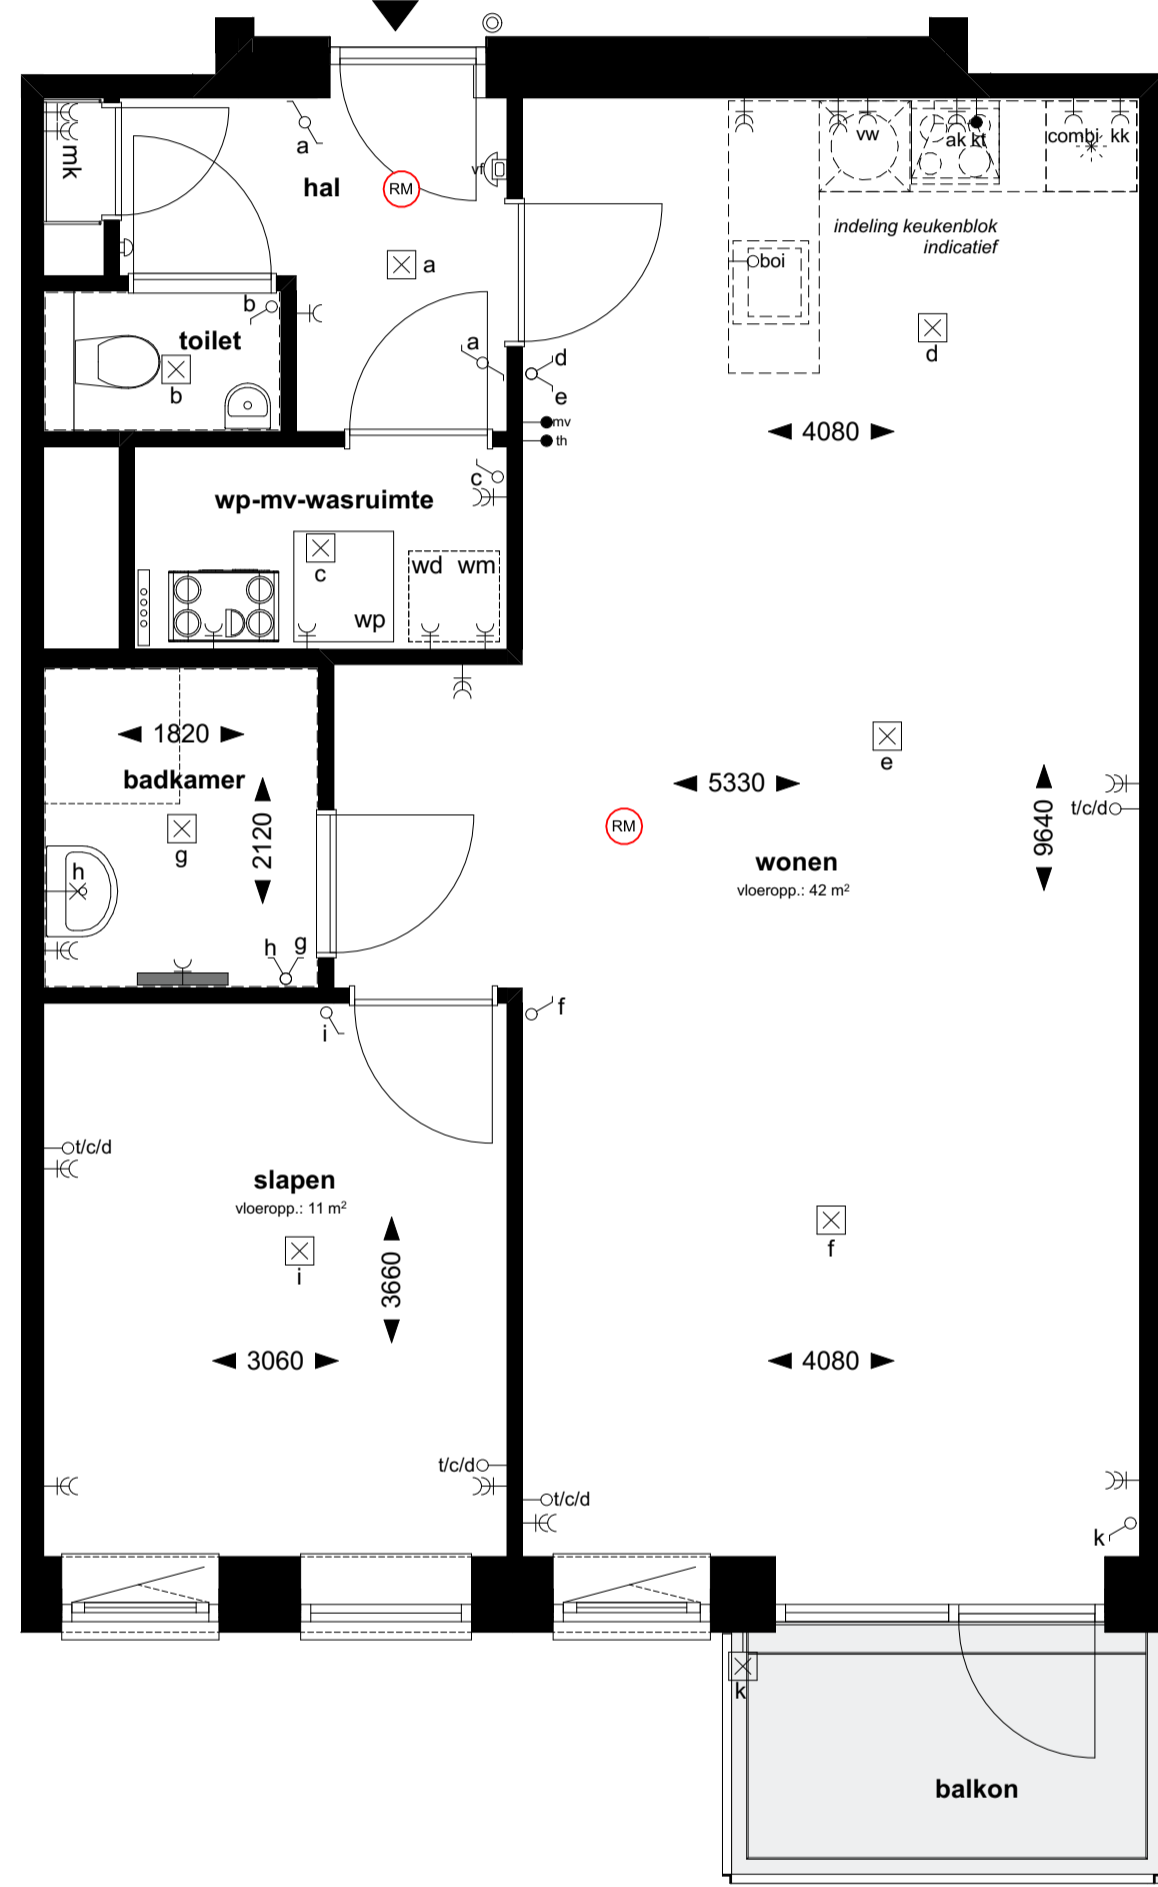 mk
a
hal
RM
vf
a
vw
ak kt
combi kk
indeling keukenblok
indicatief
boi
d
b
toilet
b
a
d
e
mv
th
4080
c
wp-mv-wasruimte
c
wd wm
wp
1820
badkamer
2120
g
h
h g
e
5330
9640
t/c/d
RM
wonen
vloeropp.: 42 m²
i
f
t/c/d
slapen
vloeropp.: 11 m²
i
3660
3060
f
4080
t/c/d
t/c/d
k
k
balkon